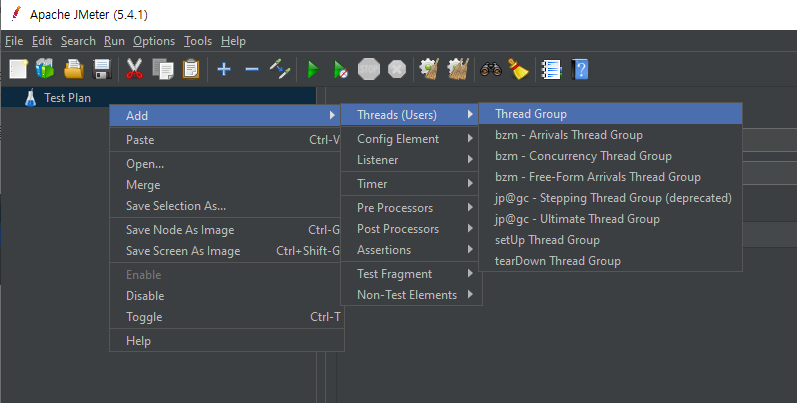 Apache JMeter (5.4.1)
File Edit Search Run Options Tools Help
STOP
Test Plan
Add
Paste Ctrl-V
Open...
Merge
Save Selection As...
Save Node As Image Ctrl-G
Save Screen As Image Ctrl+Shift-G
Enable
Disable
Toggle Ctrl-T
Help
Threads (Users)
Config Element
Listener
Timer
Pre Processors
Post Processors
Assertions
Test Fragment
Non-Test Elements
Thread Group
bzm - Arrivals Thread Group
bzm - Concurrency Thread Group
bzm - Free-Form Arrivals Thread Group
jp@gc - Stepping Thread Group (deprecated)
jp@gc - Ultimate Thread Group
setUp Thread Group
tearDown Thread Group